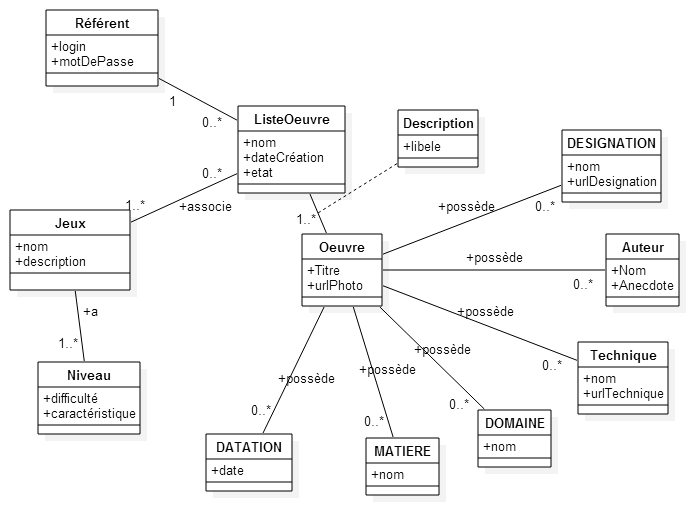 Référent
+login
+motDePasse
1
0..*
ListeOeuvre
+nom
+dateCréation
+etat
Description
+libele
DESIGNATION
+nom
+urlDesignation
0..*
1..*
+associe
1..*
+possède
0..*
Jeux
+nom
+description
Oeuvre
+Titre
+urlPhoto
Auteur
+Nom
+Anecdote
+possède
0..*
+a
1..*
+possède
0..*
Technique
+nom
+urlTechnique
Niveau
+difficulté
+caractéristique
+possède
0..*
+possède
0..*
+possède
0..*
DATATION
+date
MATIERE
+nom
DOMAINE
+nom